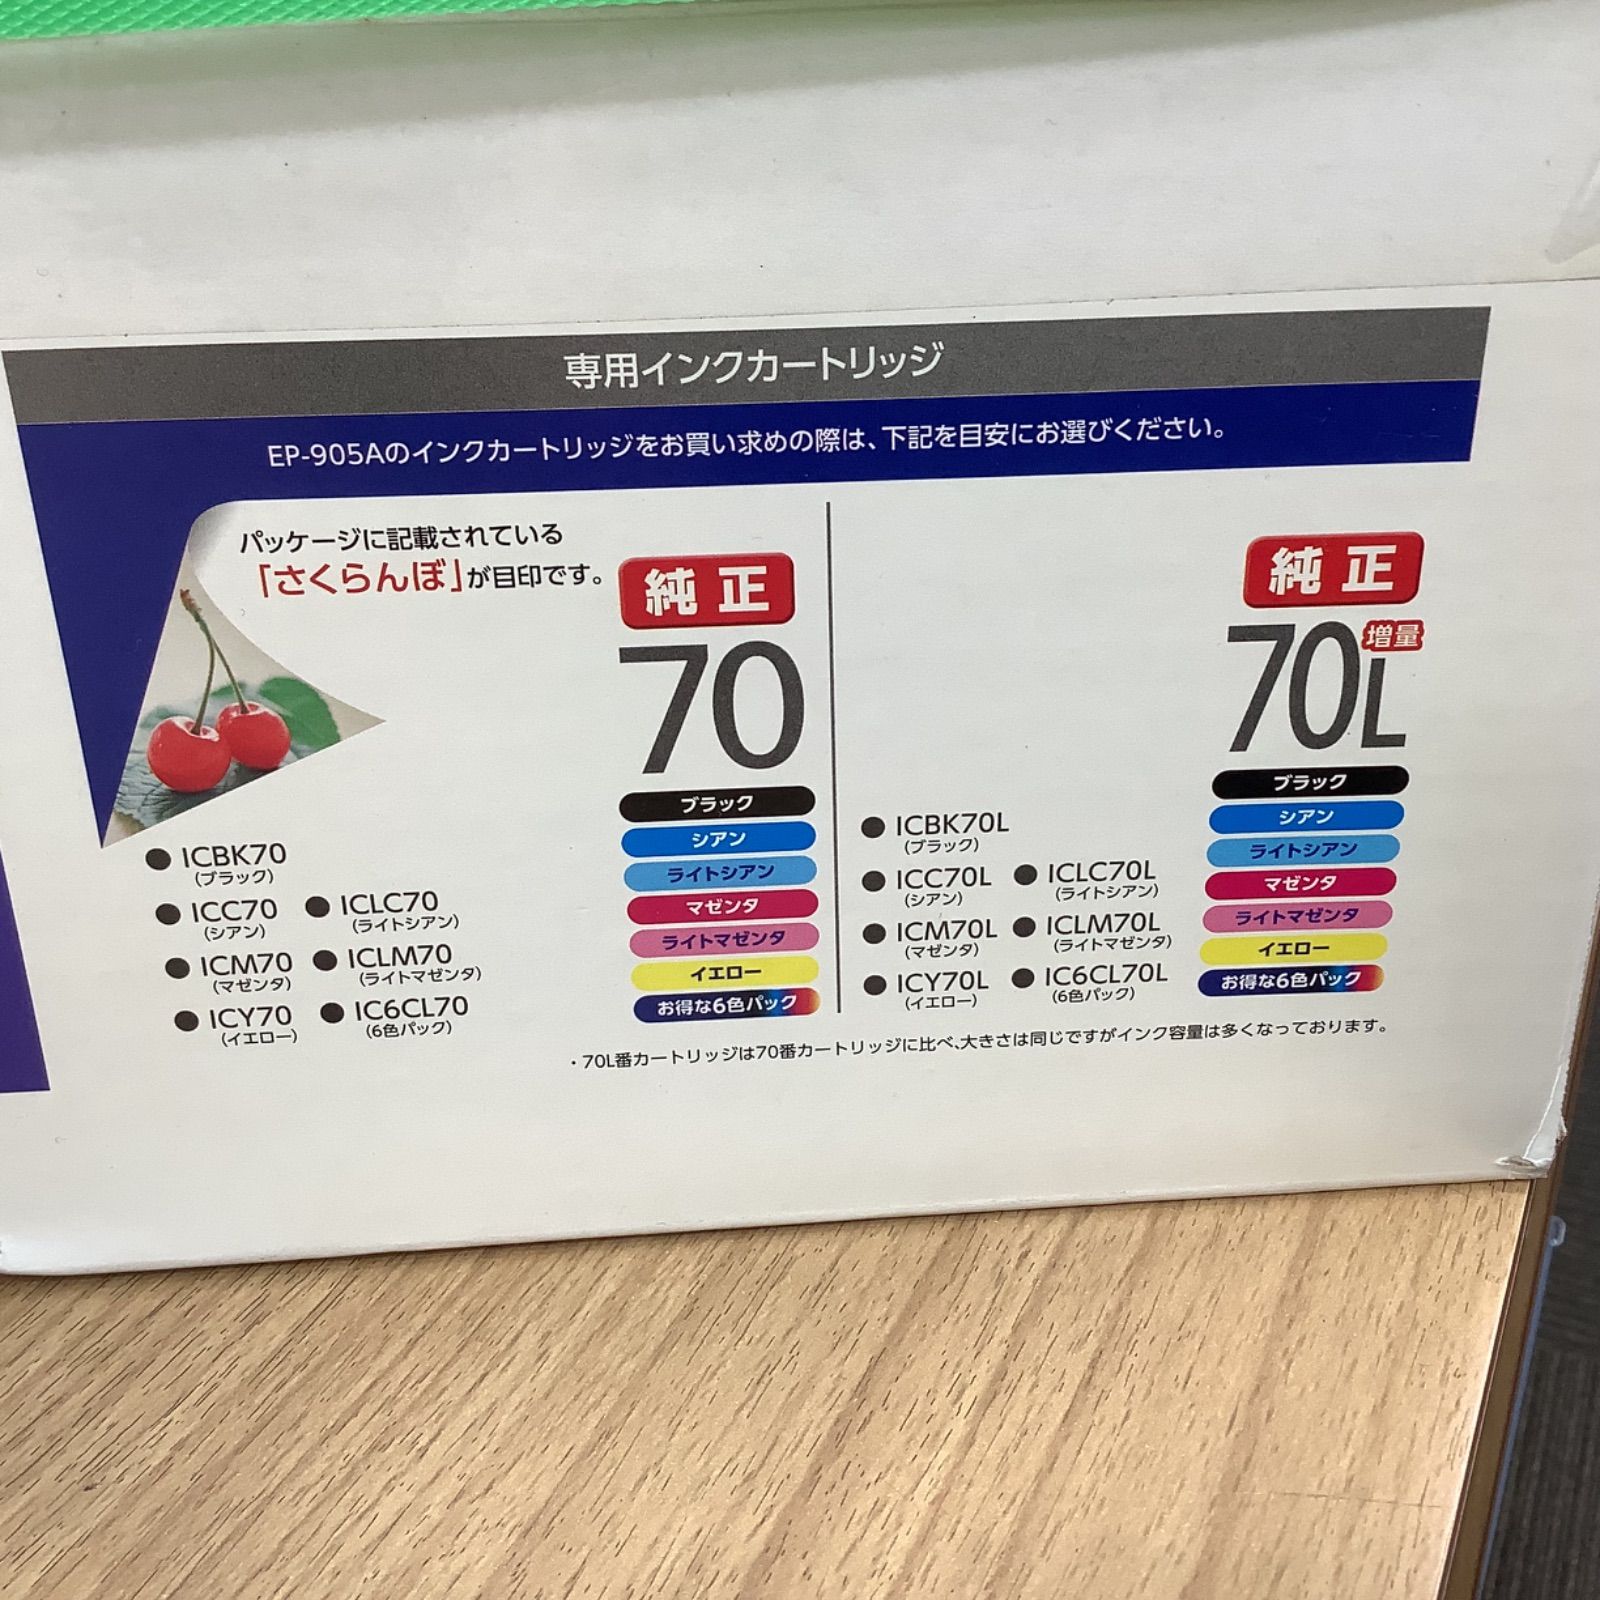 専用インクカートリッジ
EP-905Aのインクカートリッジをお買い求めの際は、下記を目安にお選びください。
パッケージに記載されている
「さくらんぼ」が目印です。
純正
70
ブラック
シアン
ライトシアン
マゼンタ
ライトマゼンタ
イエロー
お得な6色パック
●ICBK70
(ブラック)
●ICC70 ●ICLC70
(シアン) (ライトシアン)
●ICM70 ●ICLM70
(マゼンタ) (ライトマゼンタ)
●ICY70 ●IC6CL70
(イエロー) (6色パック)
純正
70L増量
ブラック
シアン
ライトシアン
マゼンタ
ライトマゼンタ
イエロー
お得な6色パック
●ICBK70L
(ブラック)
●ICC70L ●ICLC70L
(シアン) (ライトシアン)
●ICM70L ●ICLM70L
(マゼンタ) (ライトマゼンタ)
●ICY70L ●IC6CL70L
(イエロー) (6色パック)
・70L番カートリッジは70番カートリッジに比べ、大きさは同じですがインク容量は多くなっております。